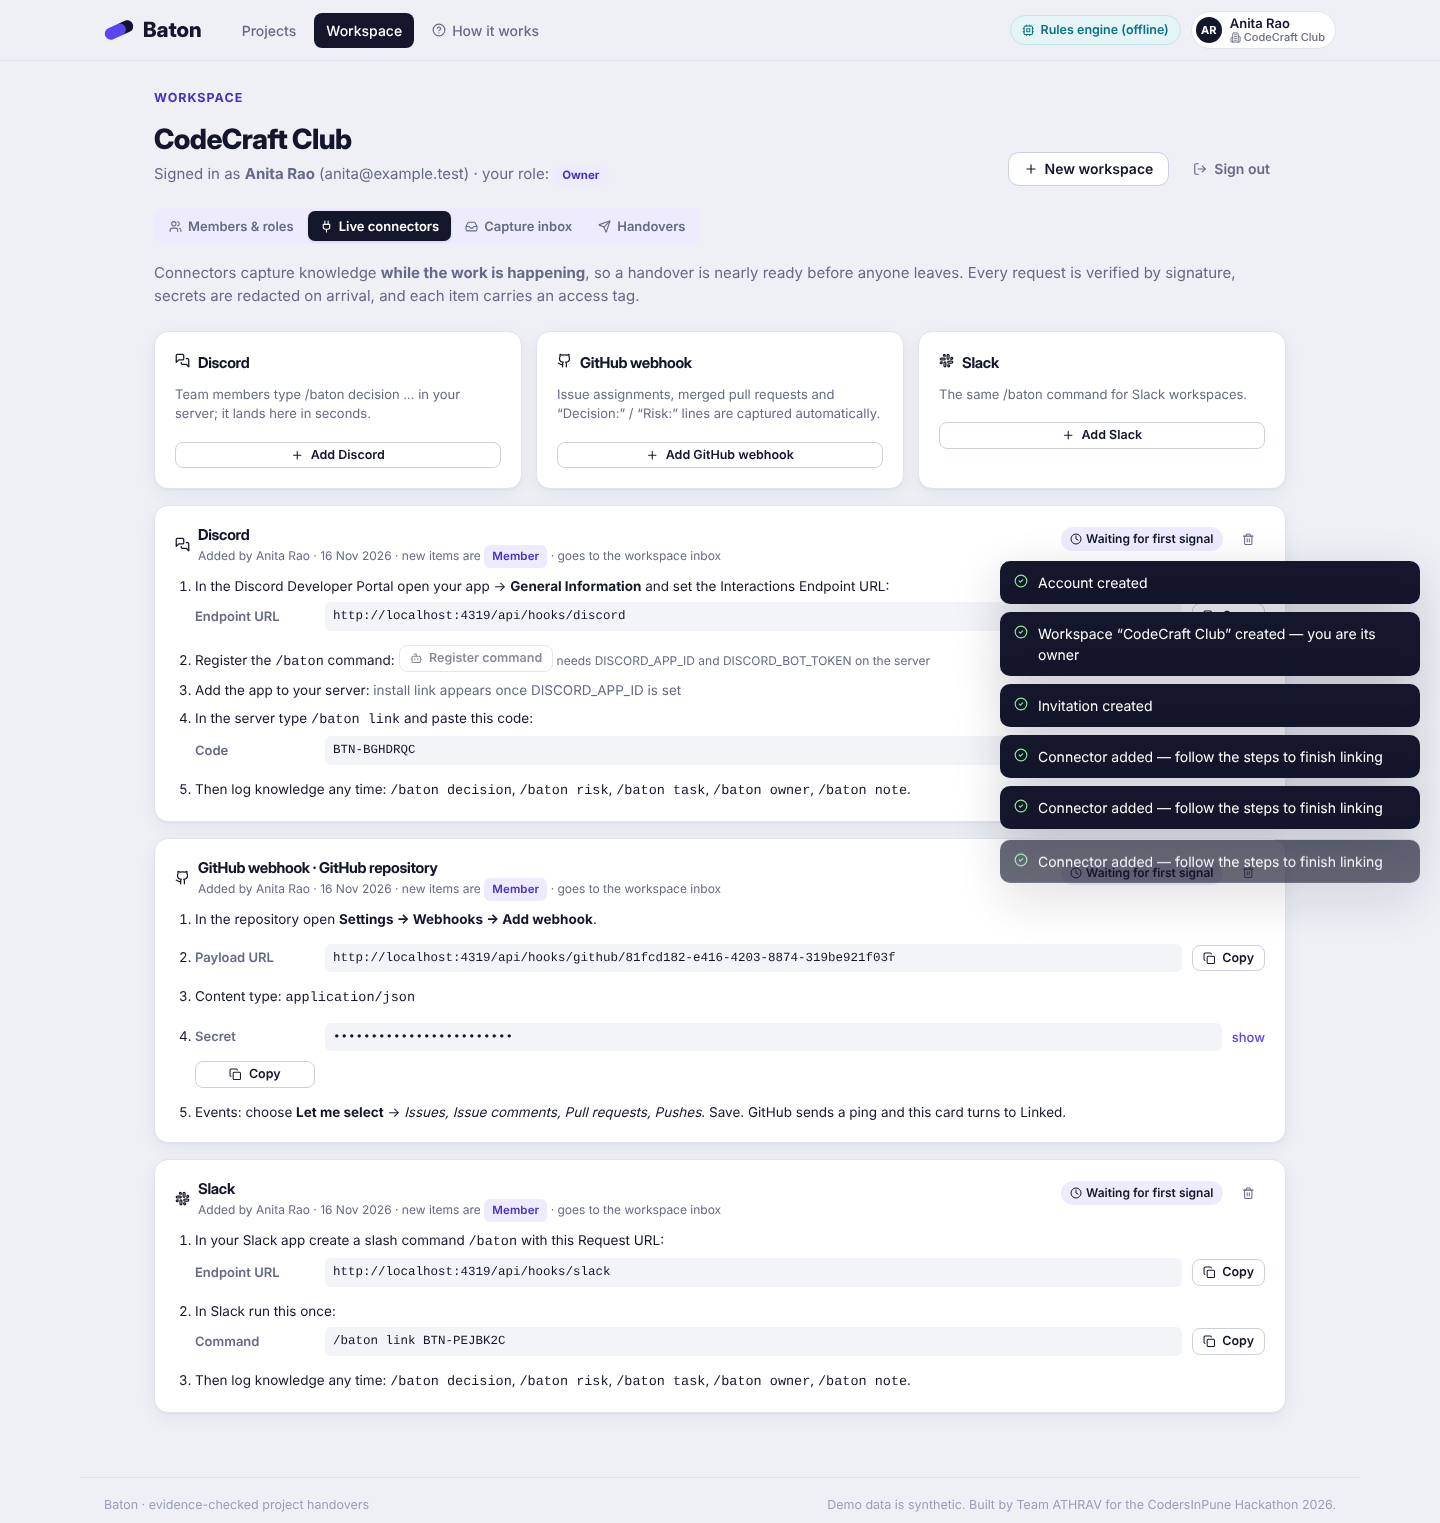 Baton
Projects
Workspace
How it works
Rules engine (offline)
AR
Anita Rao
CodeCraft Club
WORKSPACE
CodeCraft Club
Signed in as Anita Rao (anita@example.test) · your role: Owner
New workspace
Sign out
Members & roles
Live connectors
Capture inbox
Handovers
Connectors capture knowledge while the work is happening, so a handover is nearly ready before anyone leaves. Every request is verified by signature,
secrets are redacted on arrival, and each item carries an access tag.
Discord
Team members type /baton decision ... in your
server; it lands here in seconds.
Add Discord
GitHub webhook
Issue assignments, merged pull requests and
“Decision:” / “Risk:” lines are captured automatically.
Add GitHub webhook
Slack
The same /baton command for Slack workspaces.
Add Slack
Discord
Added by Anita Rao · 16 Nov 2026 · new items are Member · goes to the workspace inbox
Waiting for first signal
1. In the Discord Developer Portal open your app → General Information and set the Interactions Endpoint URL:
Endpoint URL
http://localhost:4319/api/hooks/discord
2. Register the /baton command: Register command needs DISCORD_APP_ID and DISCORD_BOT_TOKEN on the server
3. Add the app to your server: install link appears once DISCORD_APP_ID is set
4. In the server type /baton link and paste this code:
Code
BTN-BGHDRQC
5. Then log knowledge any time: /baton decision, /baton risk, /baton task, /baton owner, /baton note.
Account created
Workspace “CodeCraft Club” created — you are its
owner
Invitation created
Connector added — follow the steps to finish linking
Connector added — follow the steps to finish linking
Connector added — follow the steps to finish linking
GitHub webhook · GitHub repository
Added by Anita Rao · 16 Nov 2026 · new items are Member · goes to the workspace inbox
Waiting for first signal
1. In the repository open Settings → Webhooks → Add webhook.
2. Payload URL
http://localhost:4319/api/hooks/github/81fcd182-e416-4203-8874-319be921f03f
Copy
3. Content type: application/json
4. Secret
••••••••••••••••••••••••
show
Copy
5. Events: choose Let me select → Issues, Issue comments, Pull requests, Pushes. Save. GitHub sends a ping and this card turns to Linked.
Slack
Added by Anita Rao · 16 Nov 2026 · new items are Member · goes to the workspace inbox
Waiting for first signal
1. In your Slack app create a slash command /baton with this Request URL:
Endpoint URL
http://localhost:4319/api/hooks/slack
Copy
2. In Slack run this once:
Command
/baton link BTN-PEJBK2C
Copy
3. Then log knowledge any time: /baton decision, /baton risk, /baton task, /baton owner, /baton note.
Baton · evidence-checked project handovers
Demo data is synthetic. Built by Team ATHRAV for the CodersInPune Hackathon 2026.